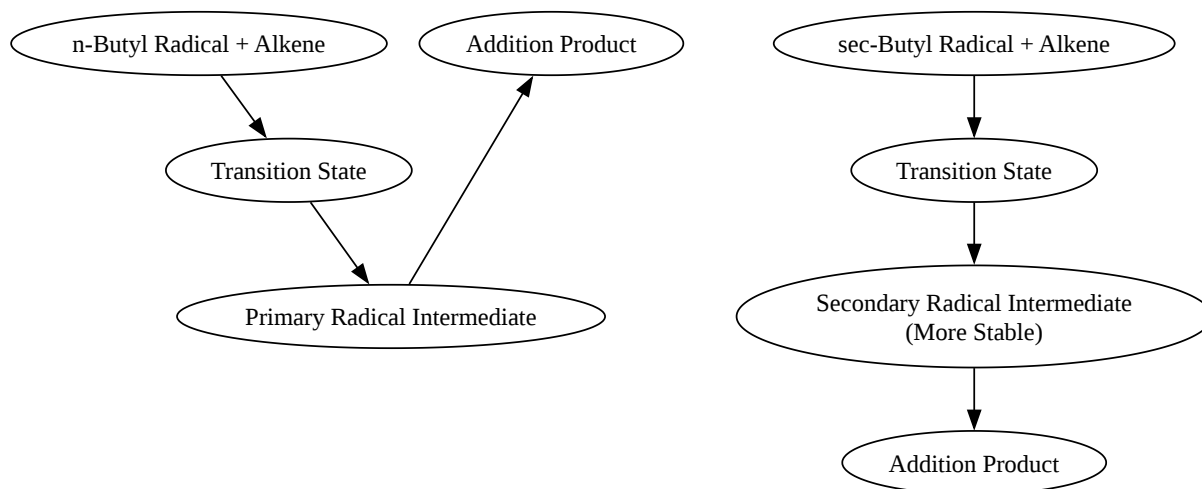 n-Butyl Radical + Alkene
Addition Product
sec-Butyl Radical + Alkene
Transition State
Transition State
Primary Radical Intermediate
Secondary Radical Intermediate
(More Stable)
Addition Product